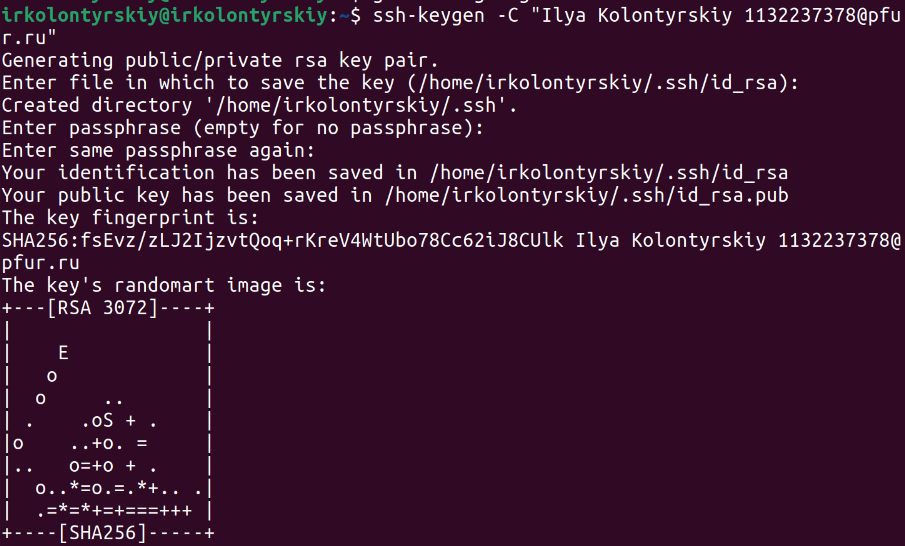 irkolontyrskiy@irkolontyrskiy:~$ ssh-keygen -C "Ilya Kolontyrskiy 1132237378@pfu
r.ru"
Generating public/private rsa key pair.
Enter file in which to save the key (/home/irkolontyrskiy/.ssh/id_rsa):
Created directory '/home/irkolontyrskiy/.ssh'.
Enter passphrase (empty for no passphrase):
Enter same passphrase again:
Your identification has been saved in /home/irkolontyrskiy/.ssh/id_rsa
Your public key has been saved in /home/irkolontyrskiy/.ssh/id_rsa.pub
The key fingerprint is:
SHA256:fsEvz/zLJ2IjzvtQoq+rKreV4WtUbo78Cc62iJ8CUlk Ilya Kolontyrskiy 1132237378@
pfur.ru
The key's randomart image is:
+---[RSA 3072]----+
|                 |
|    E            |
|   o             |
|  o     ..       |
| .    .oS + .    |
|o    ..+o. =     |
|..   o=+o + .    |
|  o..*=o.=.*+.. .|
|  .=*=*+=+===+++ |
+----[SHA256]-----+